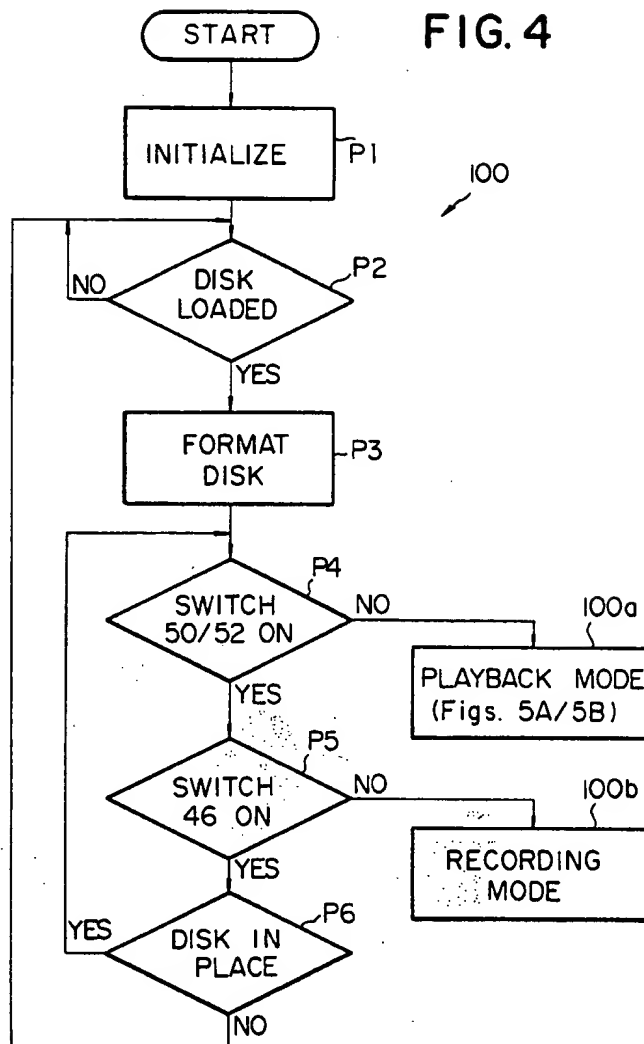 START
FIG. 4
INITIALIZE
P1
100
DISK
LOADED
P2
NO
YES
FORMAT
DISK
P3
SWITCH
50/52 ON
P4
NO
YES
100a
PLAYBACK MODE
(Figs. 5A/5B)
SWITCH
46 ON
P5
NO
YES
100b
RECORDING
MODE
DISK IN
PLACE
P6
YES
NO